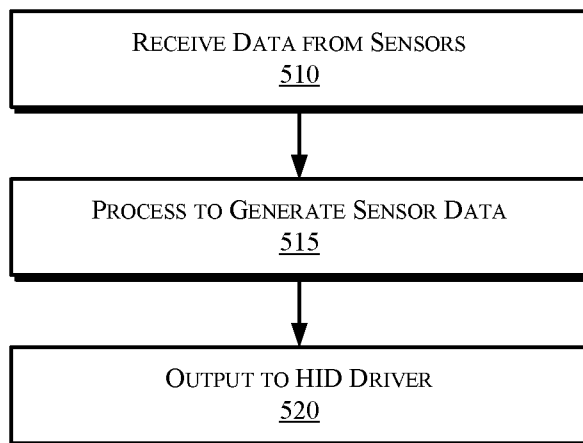 RECEIVE DATA FROM SENSORS
510
PROCESS TO GENERATE SENSOR DATA
515
OUTPUT TO HID DRIVER
520